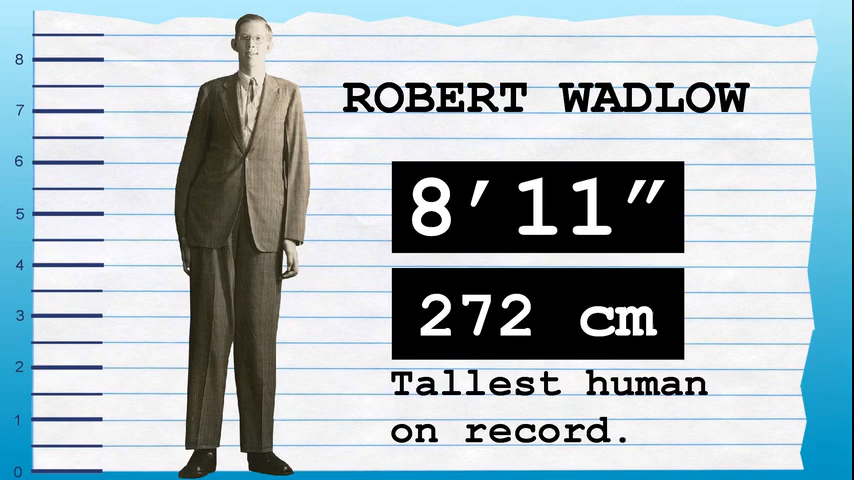 ROBERT WADLOW
8’11”
272 cm
Tallest human
on record.
8
7
6
5
4
3
2
1
0